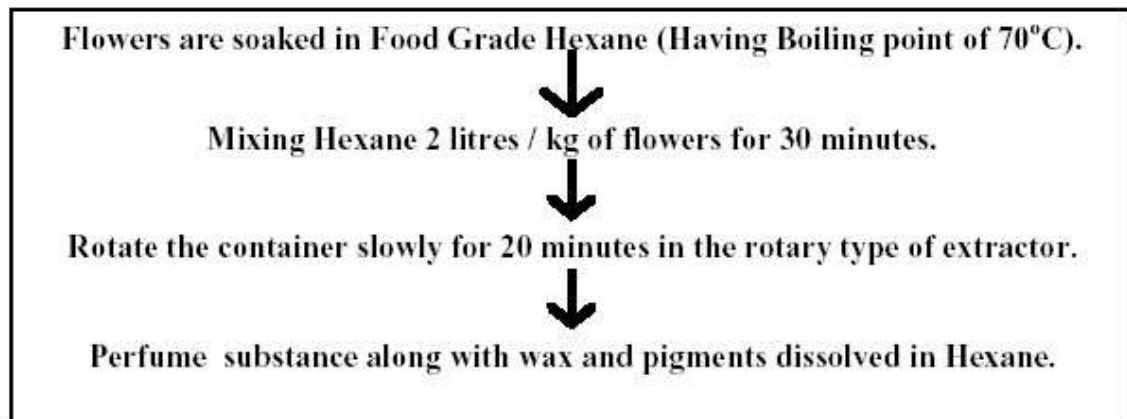 Flowers are soaked in Food Grade Hexane (Having Boiling point of 70°C).
Mixing Hexane 2 litres / kg of flowers for 30 minutes.
Rotate the container slowly for 20 minutes in the rotary type of extractor.
Perfume substance along with wax and pigments dissolved in Hexane.